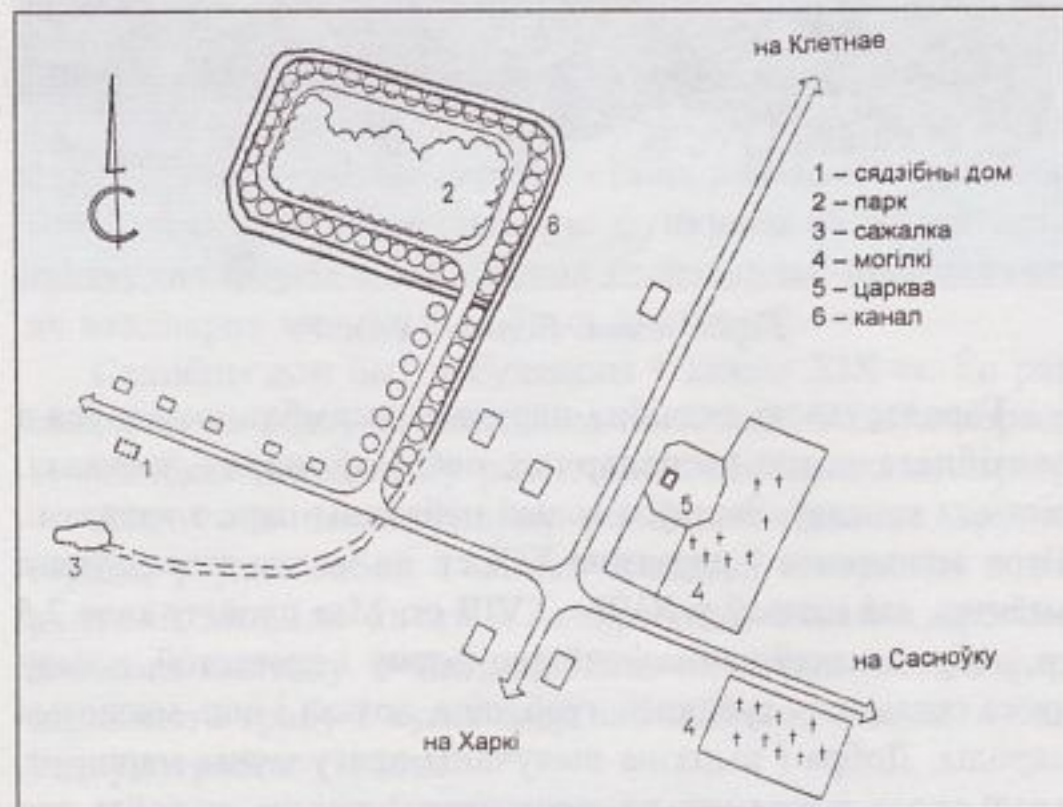 на Клетнае
1 – сядзібны дом
2 – парк
3 – сажалка
4 – могілкі
5 – царква
6 – канал
2
6
1
3
5
4
на Сасноўку
4
на Харкі
С